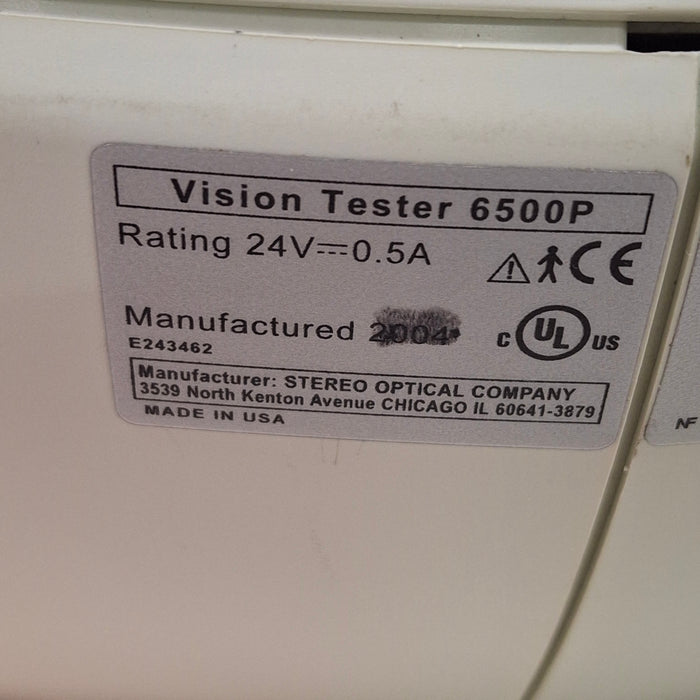 Vision Tester 6500P
Rating 24V⎓0.5A
CE
Manufactured 2004
E243462
C UL US
Manufacturer: STEREO OPTICAL COMPANY
3539 North Kenton Avenue CHICAGO IL 60641-3879
MADE IN USA
NF